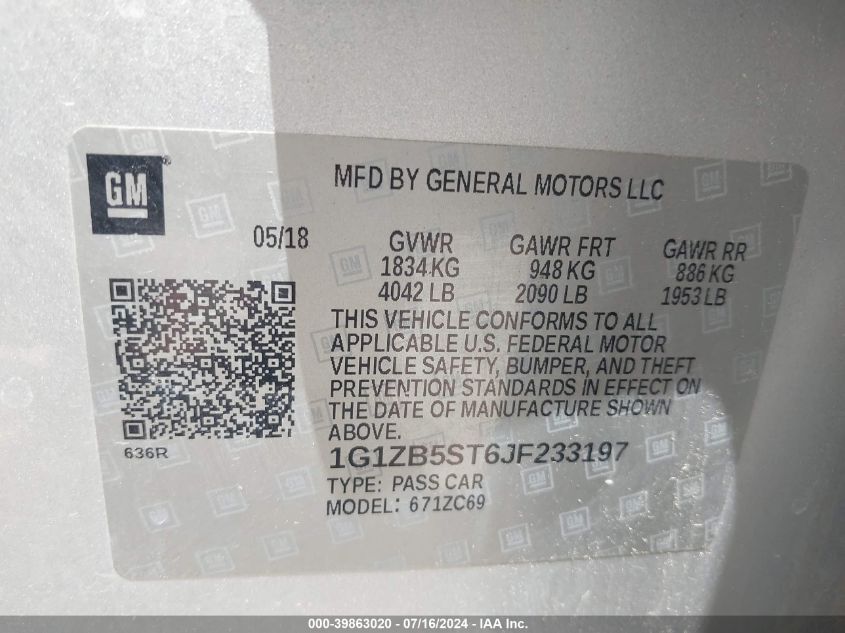 GM
MFD BY GENERAL MOTORS LLC
05/18 GVWR GAWR FRT GAWR RR
1834 KG 948 KG 886 KG
4042 LB 2090 LB 1953 LB
THIS VEHICLE CONFORMS TO ALL
APPLICABLE U.S. FEDERAL MOTOR
VEHICLE SAFETY, BUMPER, AND THEFT
PREVENTION STANDARDS IN EFFECT ON
THE DATE OF MANUFACTURE SHOWN
ABOVE.
636R
1G1ZB5ST6JF233197
TYPE: PASS CAR
MODEL: 671ZC69
000-39863020 - 07/16/2024 - IAA Inc.